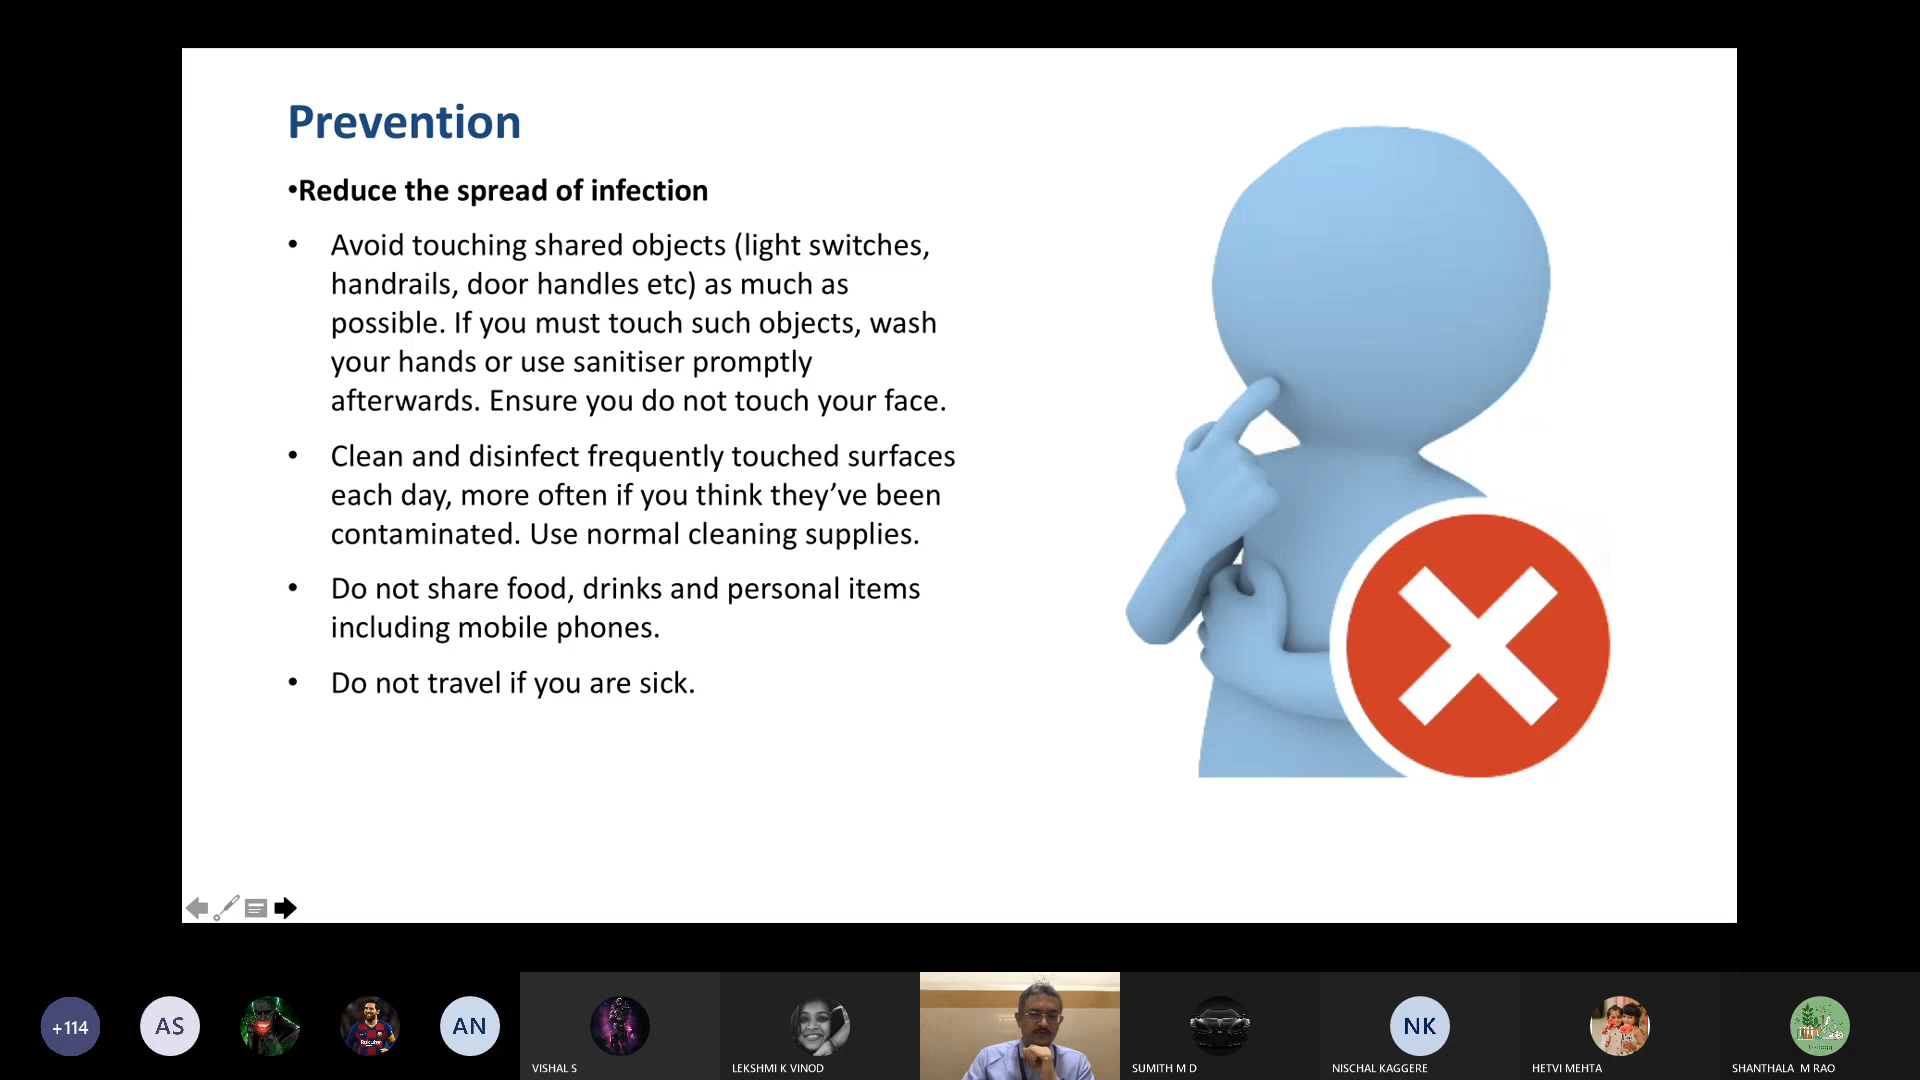 Prevention
•Reduce the spread of infection
• Avoid touching shared objects (light switches,
handrails, door handles etc) as much as
possible. If you must touch such objects, wash
your hands or use sanitiser promptly
afterwards. Ensure you do not touch your face.
• Clean and disinfect frequently touched surfaces
each day, more often if you think they’ve been
contaminated. Use normal cleaning supplies.
• Do not share food, drinks and personal items
including mobile phones.
• Do not travel if you are sick.
+114
AS
Rakuten
AN
VISHAL S
LEKSHMI K VINOD
SUMITH M D
NK
NISCHAL KAGGERE
HETVI MEHTA
SHANTHALA M RAO